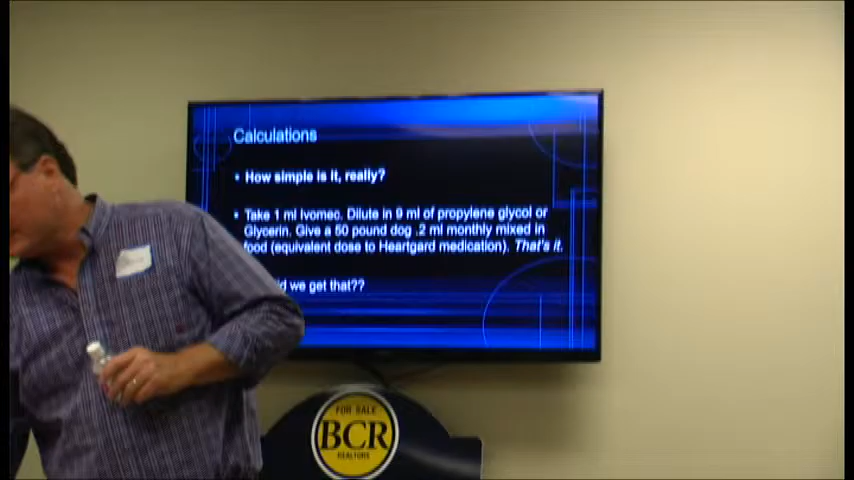 Calculations
• How simple is it, really?
• Take 1 ml Ivomec. Dilute in 9 ml of propylene glycol or
Glycerin. Give a 50 pound dog .2 ml monthly mixed in
food (equivalent dose to Heartgard medication). That's it.
we get that??
FOR SALE
BCR
REALTORS